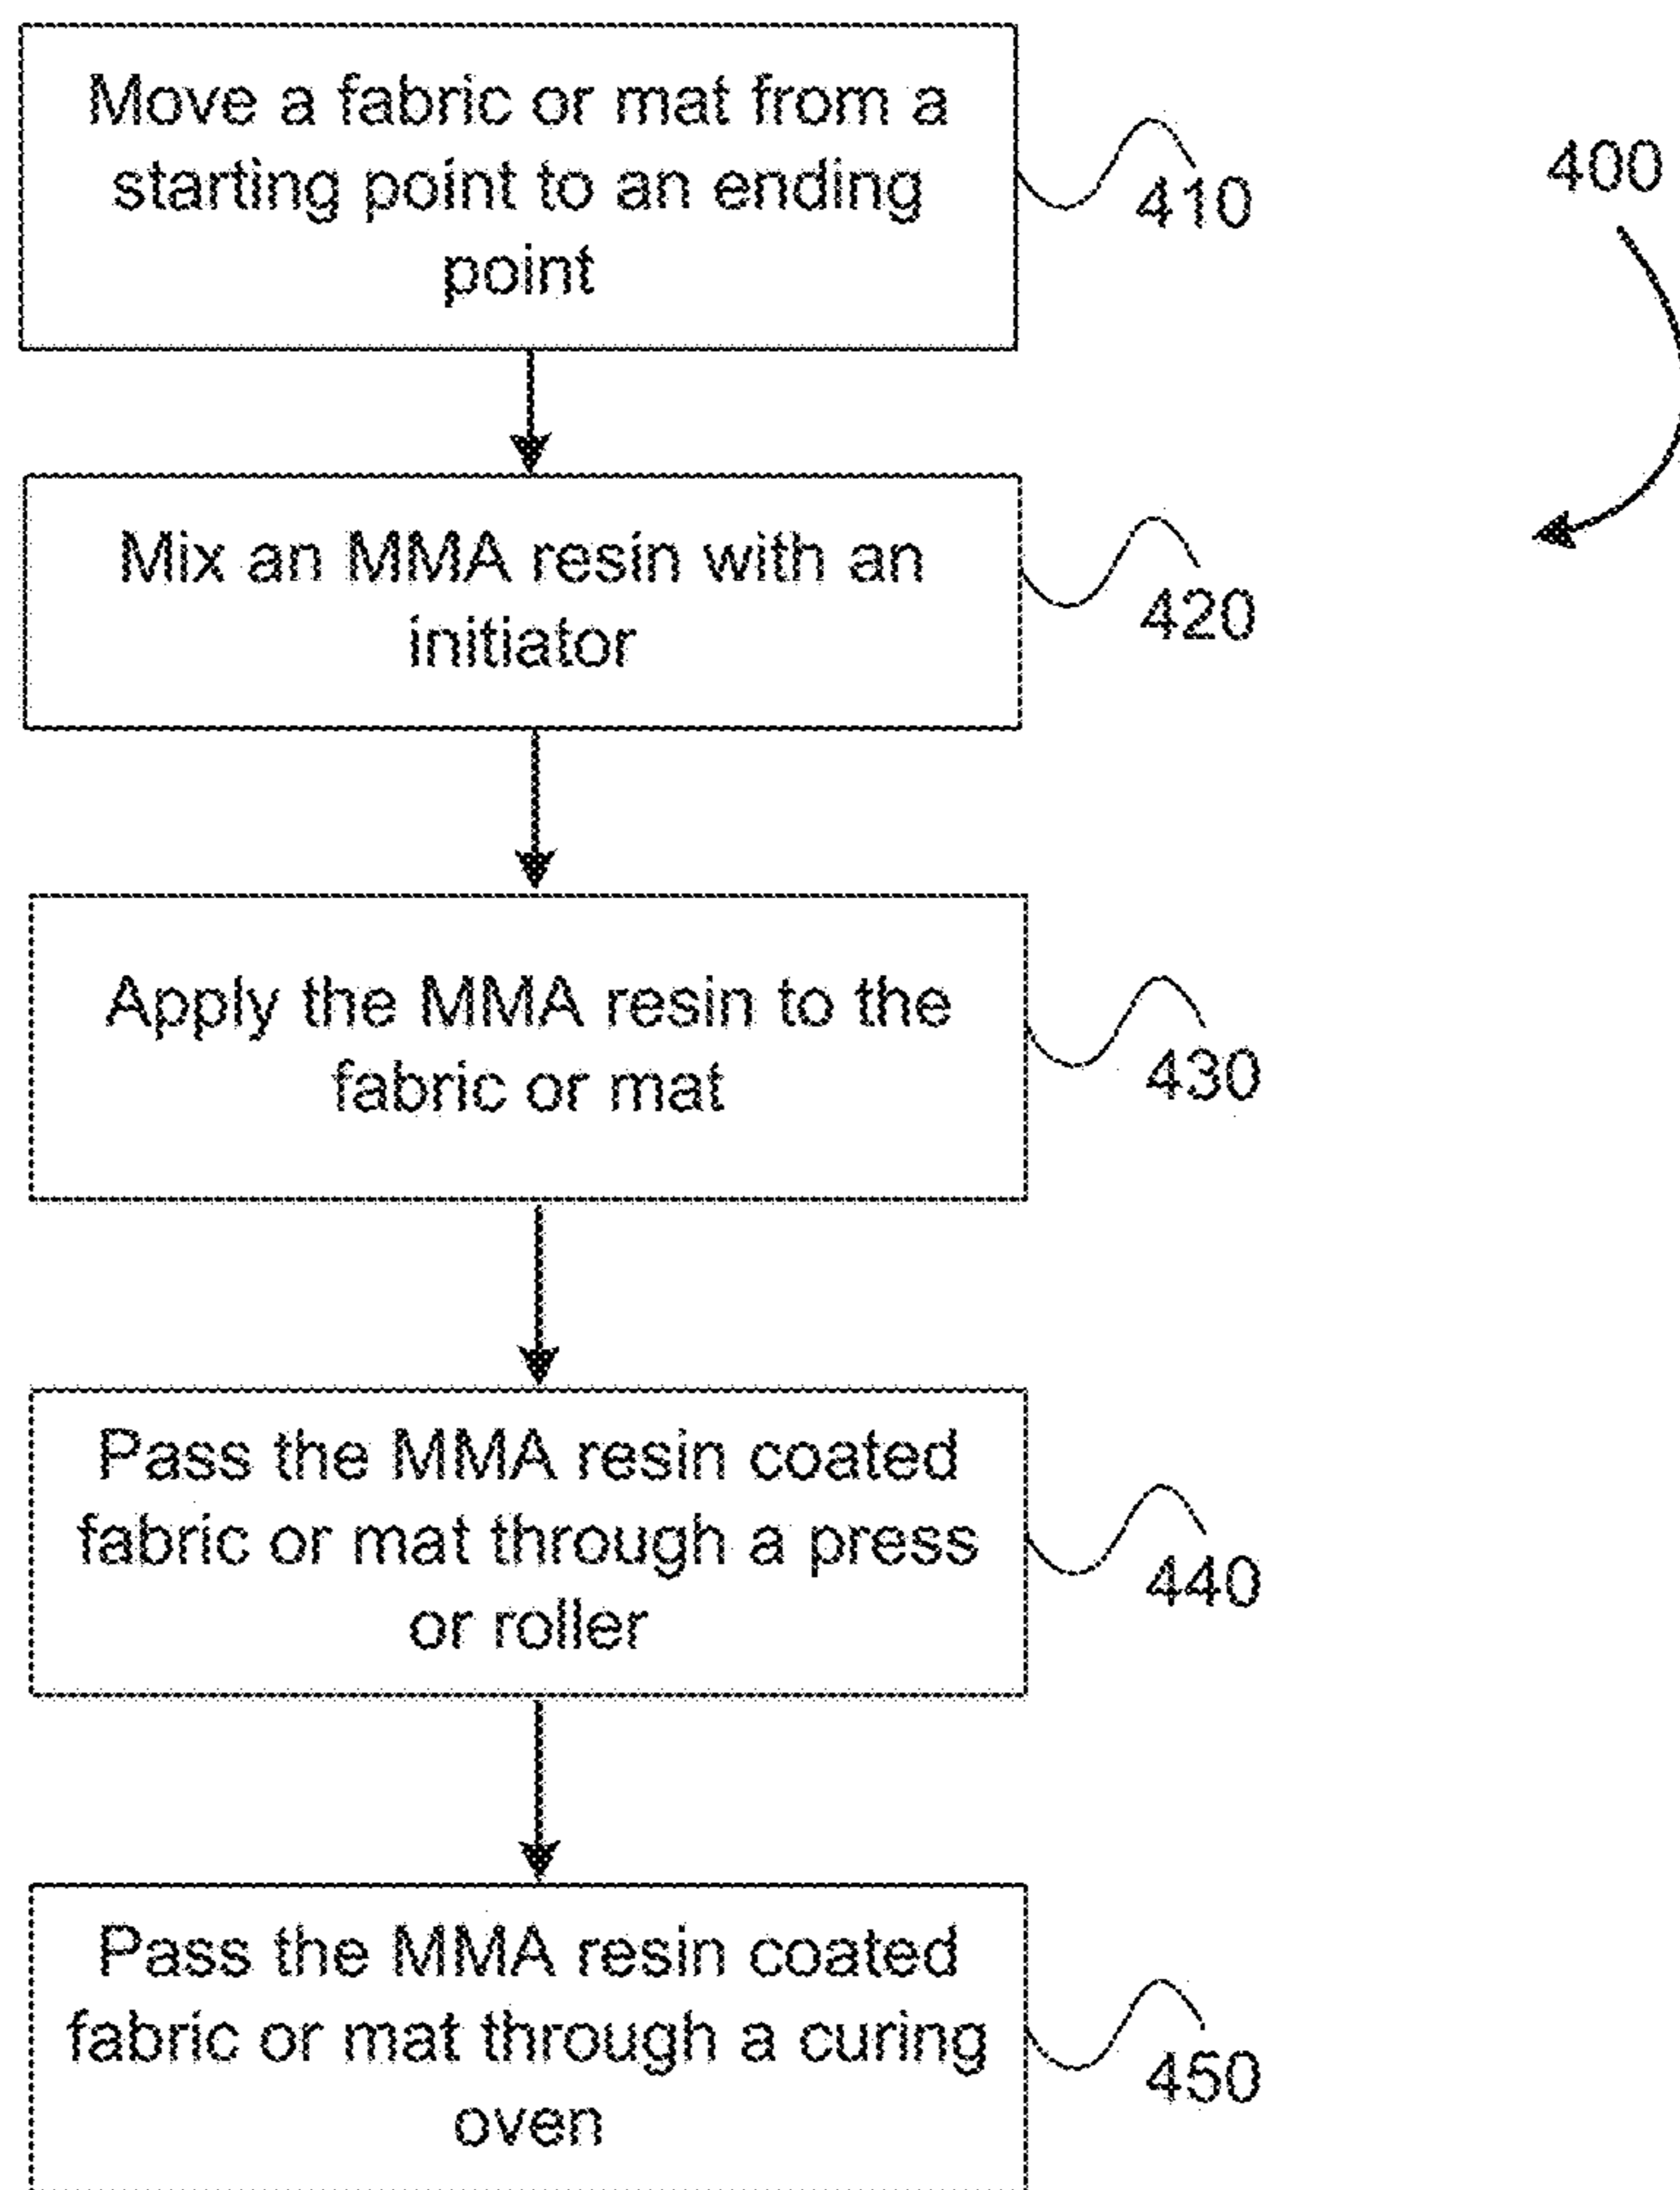 Move a fabric or mat from a
starting point to an ending
point
410
400
Mix an MMA resin with an
initiator
420
Apply the MMA resin to the
fabric or mat
430
Pass the MMA resin coated
fabric or mat through a press
or roller
440
Pass the MMA resin coated
fabric or mat through a curing
oven
450